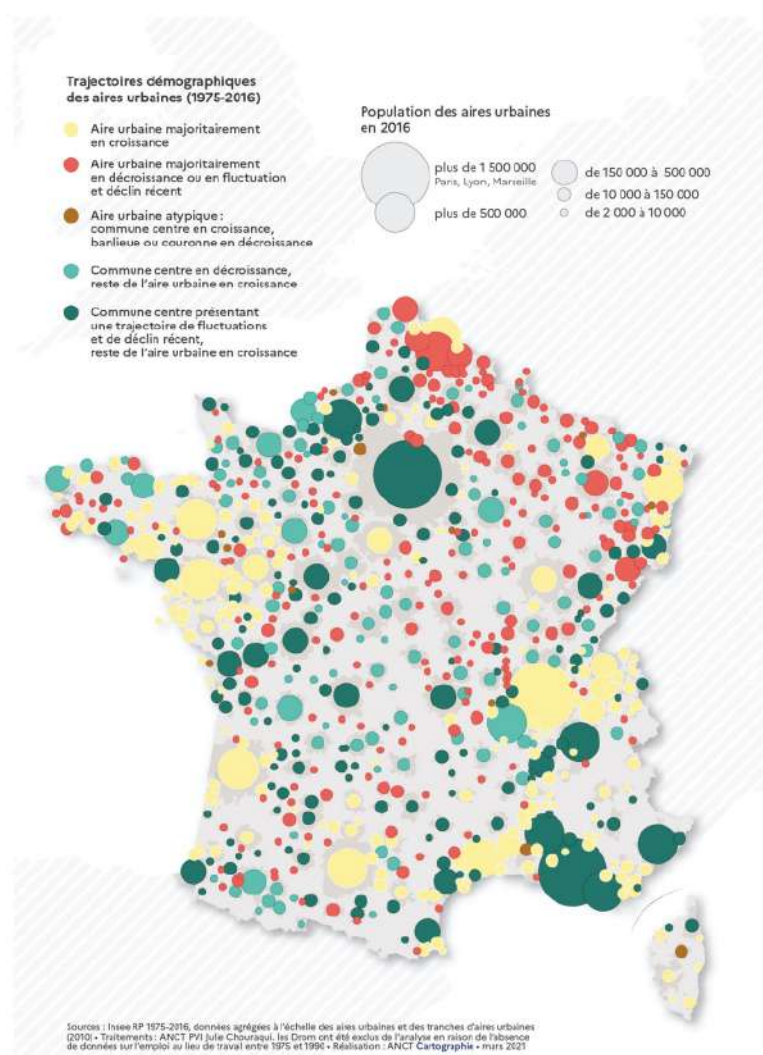 Trajectoires démographiques
des aires urbaines (1975-2016)
Aire urbaine majoritairement
en croissance
Aire urbaine majoritairement
en décroissance ou en fluctuation
et déclin récent
Aire urbaine atypique :
commune centre en croissance,
banlieue ou couronne en décroissance
Commune centre en décroissance,
reste de l'aire urbaine en croissance
Commune centre présentant
une trajectoire de fluctuations
et de déclin récent,
reste de l'aire urbaine en croissance
Population des aires urbaines
en 2016
plus de 1 500 000
Paris, Lyon, Marseille
plus de 500 000
de 150 000 à 500 000
de 10 000 à 150 000
de 2 000 à 10 000
Sources : Insee RP 1975-2016, données agrégées à l'échelle des aires urbaines et des tranches d'aires urbaines
(2010) • Traitements : ANCT PVI Julie Chouraqui. les Drom ont été exclus de l'analyse en raison de l'absence
de données sur l'emploi au lieu de travail entre 1975 et 1990 • Réalisation : ANCT Cartographie • mars 2021